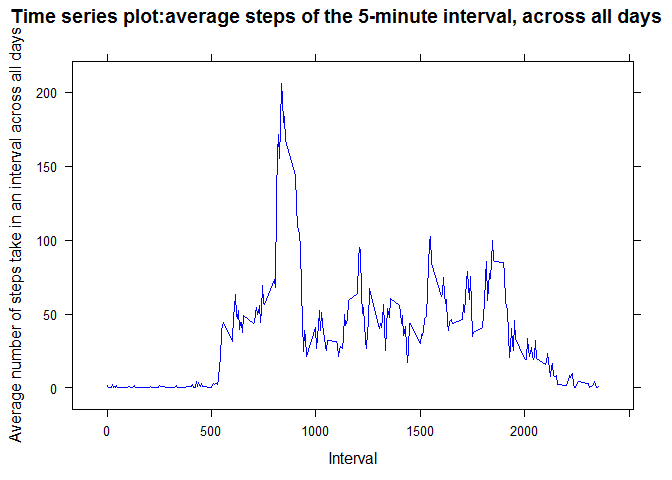 Time series plot:average steps of the 5-minute interval, across all days
Average number of steps take in an interval across all days
200
150
100
50
0
0 500 1000 1500 2000
Interval